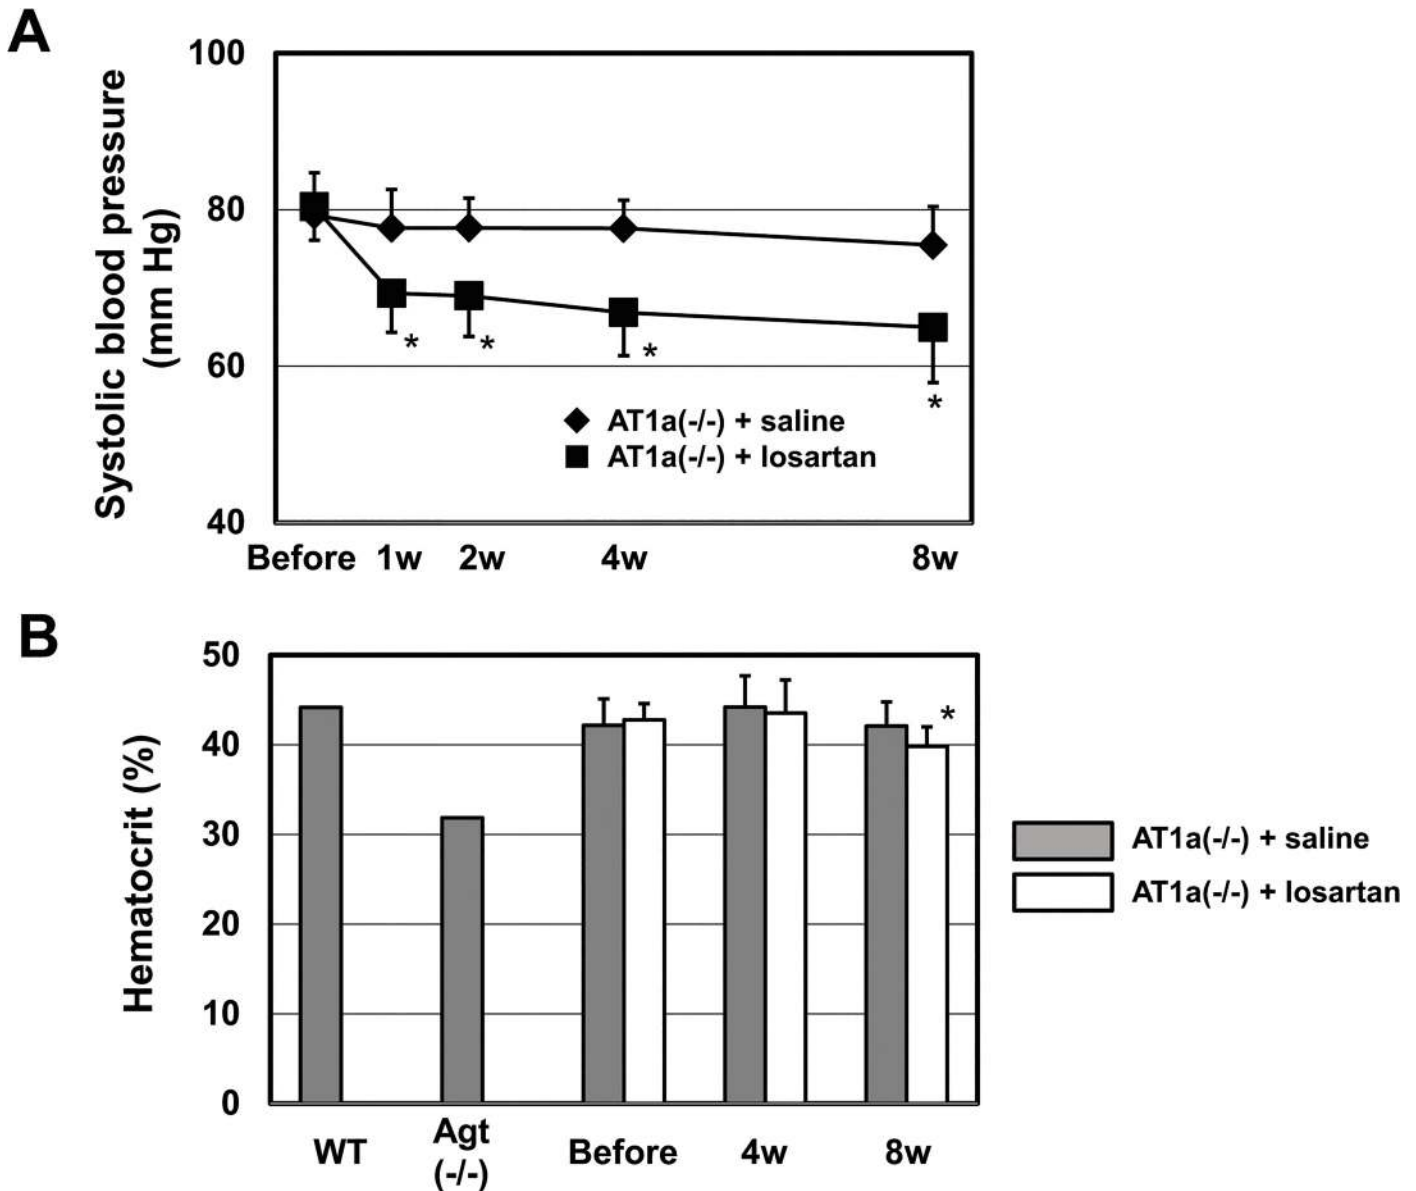 A
Systolic blood pressure
(mm Hg)
100
80
60
40
*
*
*
*
AT1a(-/-) + saline
AT1a(-/-) + losartan
Before 1w 2w 4w 8w
B
Hematocrit (%)
50
40
30
20
10
0
*
WT
Agt
(-/-)
Before
4w
8w
AT1a(-/-) + saline
AT1a(-/-) + losartan